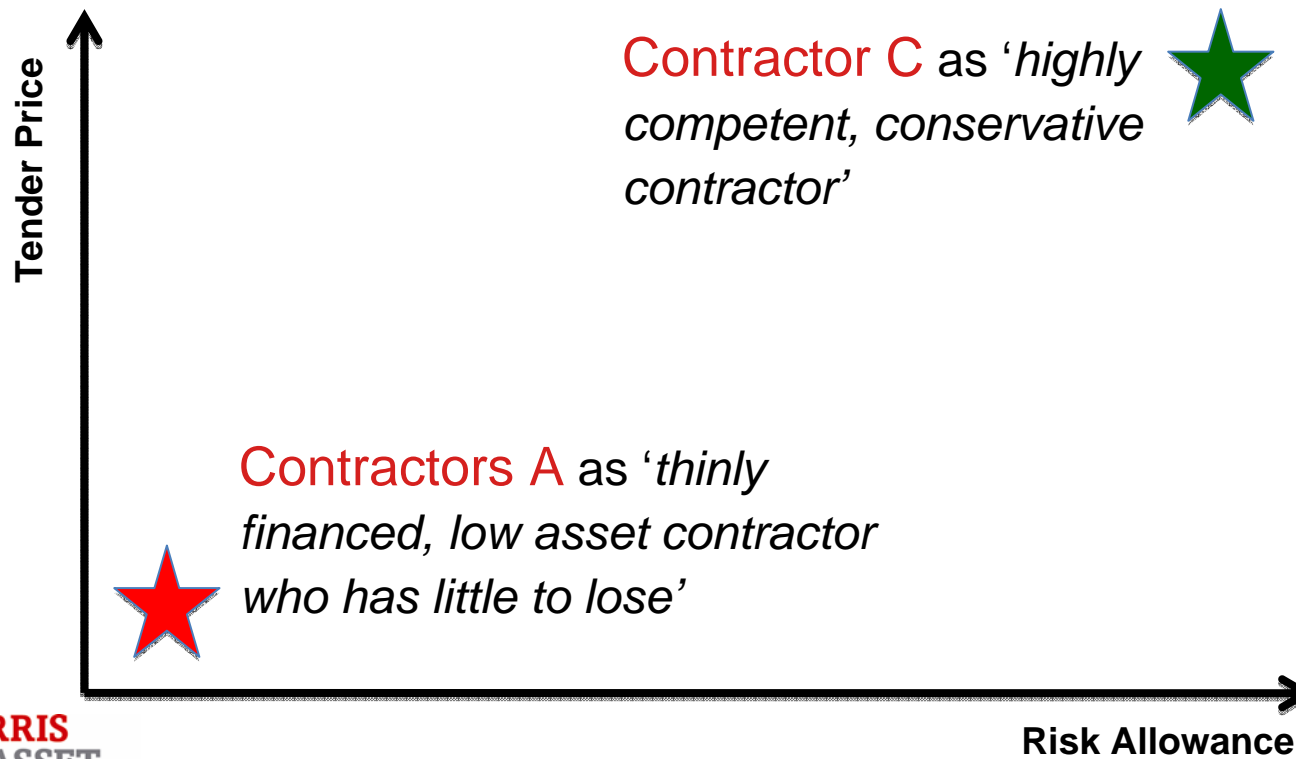 Tender Price
Contractor C as ‘highly
competent, conservative
contractor’
Contractors A as ‘thinly
financed, low asset contractor
who has little to lose’
Risk Allowance
RRIS